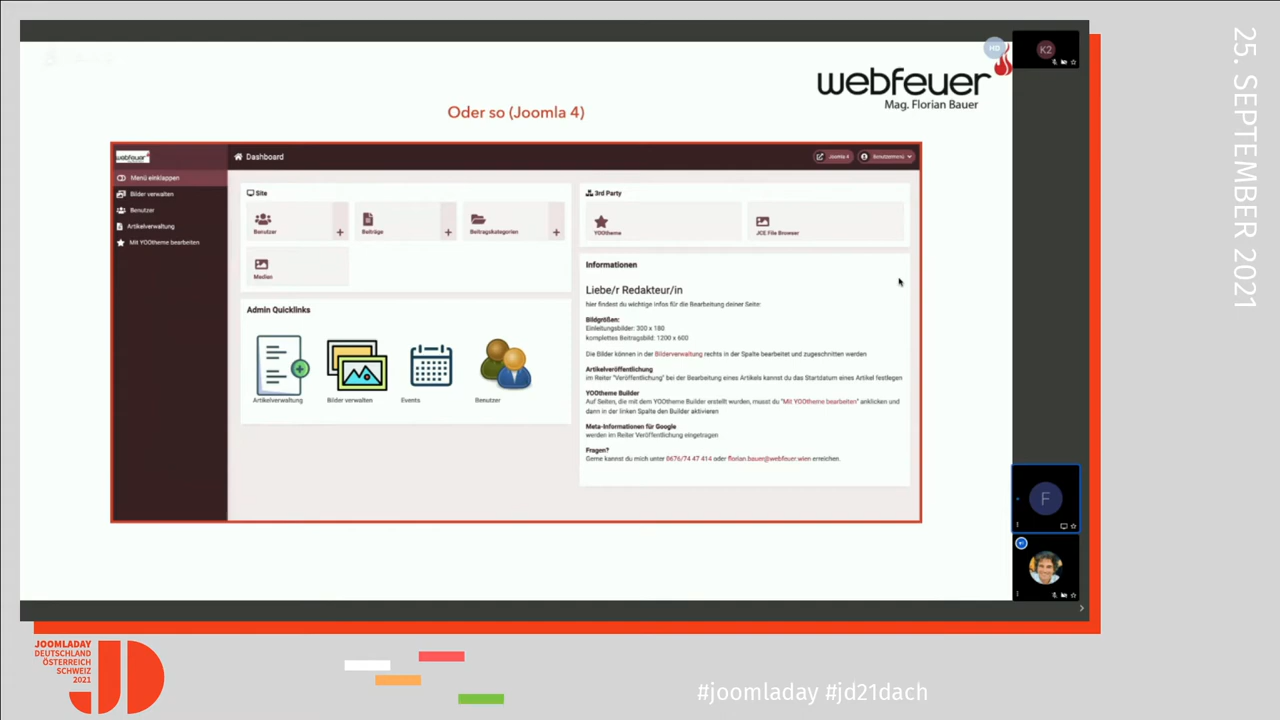 25. SEPTEMBER 2021
HD
K2
webfeuer
Mag. Florian Bauer
Oder so (Joomla 4)
webfeuer
Dashboard
Joomla 4
Benutzermenü
Menü einklappen
Bilder verwalten
Benutzer
Artikelverwaltung
Mit YOOtheme bearbeiten
Site
Benutzer
Beiträge
Beitragskategorien
Medien
3rd Party
YOOtheme
JCE File Browser
Admin Quicklinks
Artikelverwaltung
Bilder verwalten
Events
Benutzer
Informationen
Liebe/r Redakteur/in
hier findest du wichtige Infos für die Bearbeitung deiner Seite:
Bildgrößen:
Einleitungsbilder: 300 x 180
komplettes Beitragsbild: 1200 x 600
Die Bilder können in der Bilderverwaltung rechts in der Spalte bearbeitet und zugeschnitten werden
Artikelveröffentlichung
im Reiter "Veröffentlichung" bei der Bearbeitung eines Artikels kannst du das Startdatum eines Artikel festlegen
YOOtheme Builder
Auf Seiten, die mit dem YOOtheme Builder erstellt wurden, musst du "Mit YOOtheme bearbeiten" anklicken und
dann in der linken Spalte den Builder aktivieren
Meta-Informationen für Google
werden im Reiter Veröffentlichung eingetragen
Fragen?
Gerne kannst du mich unter 0676/74 47 414 oder florian.bauer@webfeuer.wien erreichen.
F
JOOMLADAY
DEUTSCHLAND
ÖSTERREICH
SCHWEIZ
2021
JD
#joomladay #jd21dach